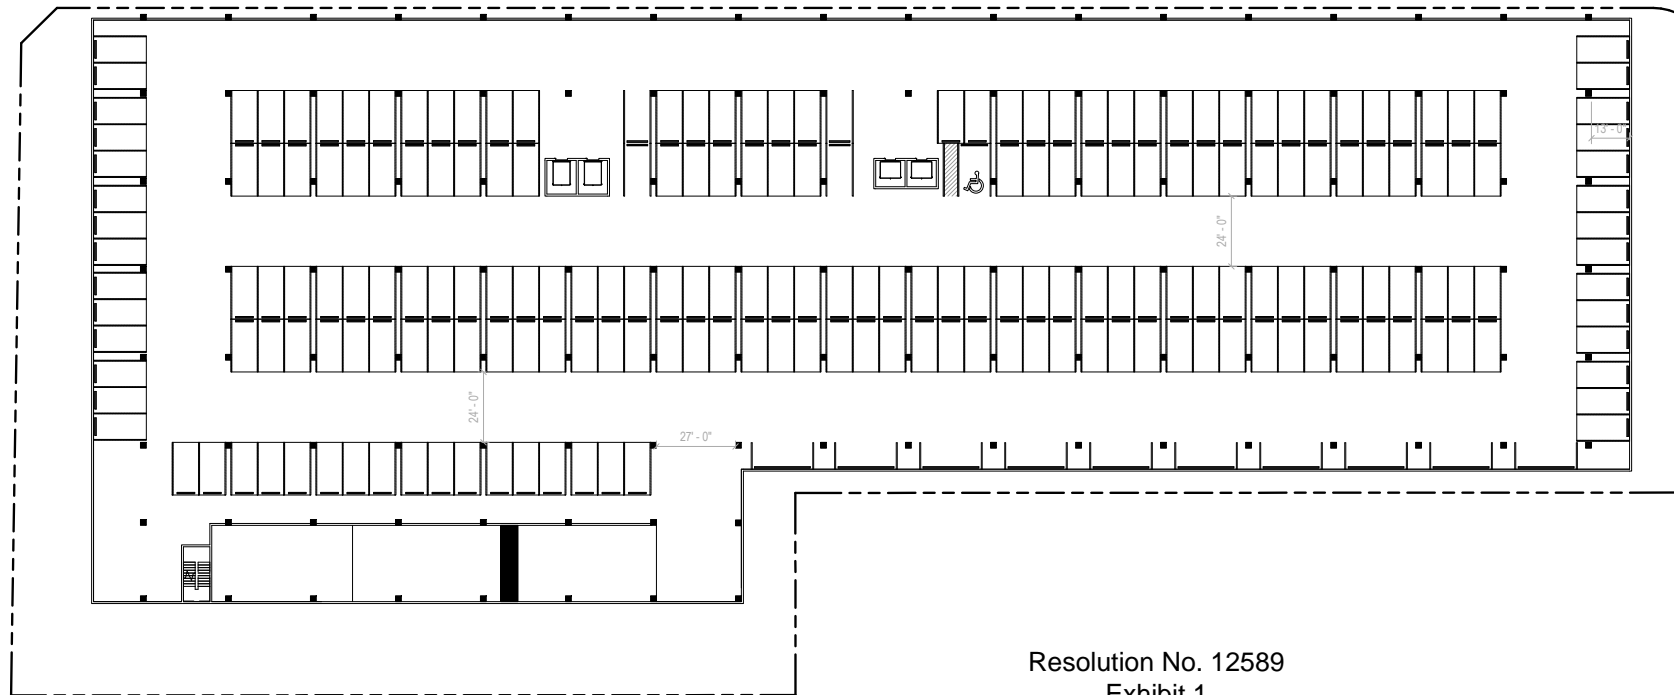 13' - 0"
24' - 0"
24' - 0"
27' - 0"
Resolution No. 12589
Exhibit 1